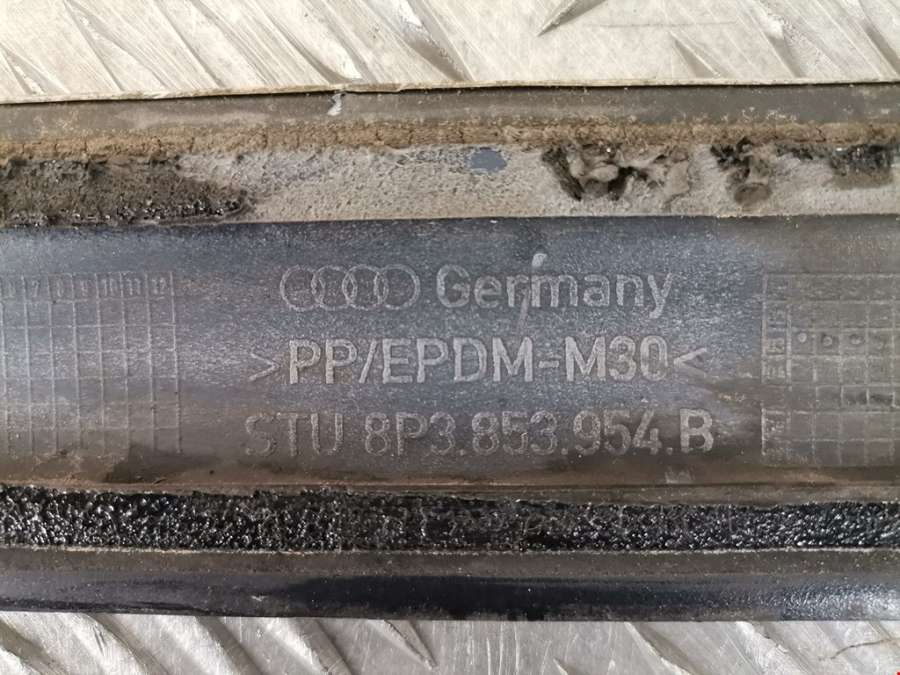 Germany
>PP/EPDM-M30<
STU 8P3.853.954.B